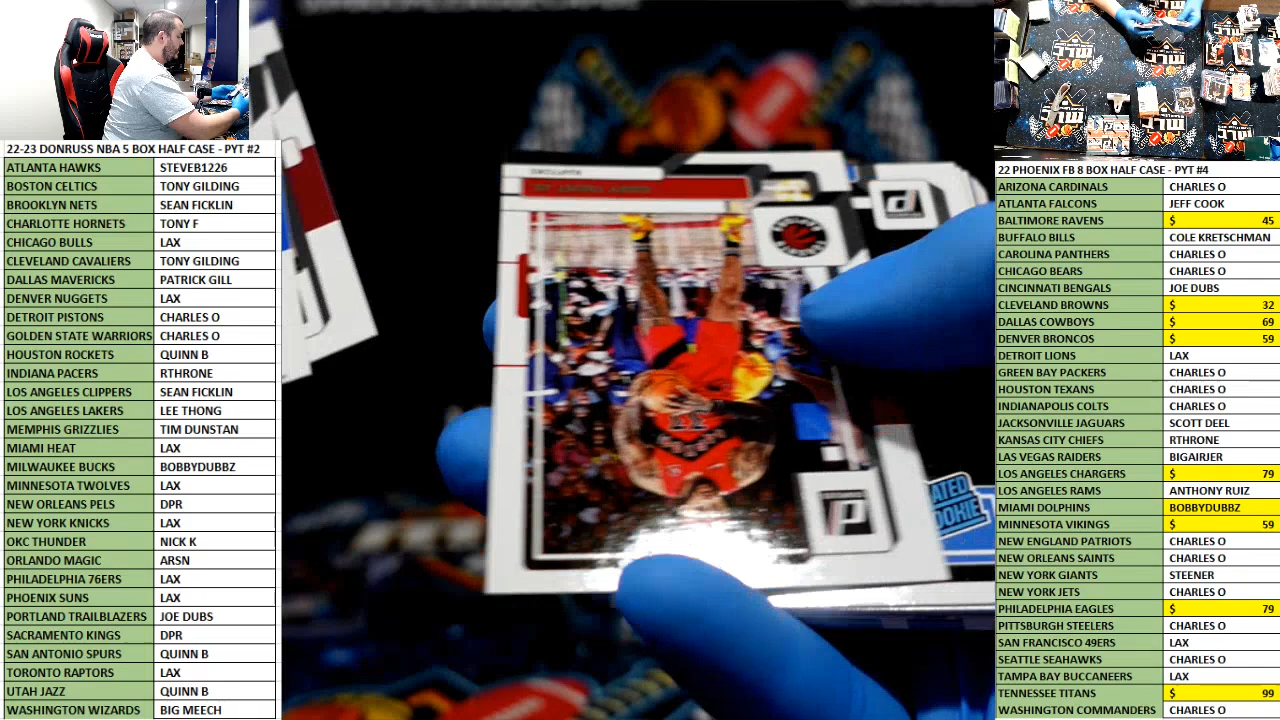 22-23 DONRUSS NBA 5 BOX HALF CASE - PYT #2
ATLANTA HAWKS STEVEB1226
BOSTON CELTICS TONY GILDING
BROOKLYN NETS SEAN FICKLIN
CHARLOTTE HORNETS TONY F
CHICAGO BULLS LAX
CLEVELAND CAVALIERS TONY GILDING
DALLAS MAVERICKS PATRICK GILL
DENVER NUGGETS LAX
DETROIT PISTONS CHARLES O
GOLDEN STATE WARRIORS CHARLES O
HOUSTON ROCKETS QUINN B
INDIANA PACERS RTHRONE
LOS ANGELES CLIPPERS SEAN FICKLIN
LOS ANGELES LAKERS LEE THONG
MEMPHIS GRIZZLIES TIM DUNSTAN
MIAMI HEAT LAX
MILWAUKEE BUCKS BOBBYDUBBZ
MINNESOTA TWOLVES LAX
NEW ORLEANS PELS DPR
NEW YORK KNICKS LAX
OKC THUNDER NICK K
ORLANDO MAGIC ARSN
PHILADELPHIA 76ERS LAX
PHOENIX SUNS LAX
PORTLAND TRAILBLAZERS JOE DUBS
SACRAMENTO KINGS DPR
SAN ANTONIO SPURS QUINN B
TORONTO RAPTORS LAX
UTAH JAZZ QUINN B
WASHINGTON WIZARDS BIG MEECH
ATED
OOKIE
22 PHOENIX FB 8 BOX HALF CASE - PYT #4
ARIZONA CARDINALS CHARLES O
ATLANTA FALCONS JEFF COOK
BALTIMORE RAVENS $ 45
BUFFALO BILLS COLE KRETSCHMAN
CAROLINA PANTHERS CHARLES O
CHICAGO BEARS CHARLES O
CINCINNATI BENGALS JOE DUBS
CLEVELAND BROWNS $ 32
DALLAS COWBOYS $ 69
DENVER BRONCOS $ 59
DETROIT LIONS LAX
GREEN BAY PACKERS CHARLES O
HOUSTON TEXANS CHARLES O
INDIANAPOLIS COLTS CHARLES O
JACKSONVILLE JAGUARS SCOTT DEEL
KANSAS CITY CHIEFS RTHRONE
LAS VEGAS RAIDERS BIGAIRJER
LOS ANGELES CHARGERS $ 79
LOS ANGELES RAMS ANTHONY RUIZ
MIAMI DOLPHINS BOBBYDUBBZ
MINNESOTA VIKINGS $ 59
NEW ENGLAND PATRIOTS CHARLES O
NEW ORLEANS SAINTS CHARLES O
NEW YORK GIANTS STEENER
NEW YORK JETS CHARLES O
PHILADELPHIA EAGLES $ 79
PITTSBURGH STEELERS CHARLES O
SAN FRANCISCO 49ERS LAX
SEATTLE SEAHAWKS CHARLES O
TAMPA BAY BUCCANEERS LAX
TENNESSEE TITANS $ 99
WASHINGTON COMMANDERS CHARLES O